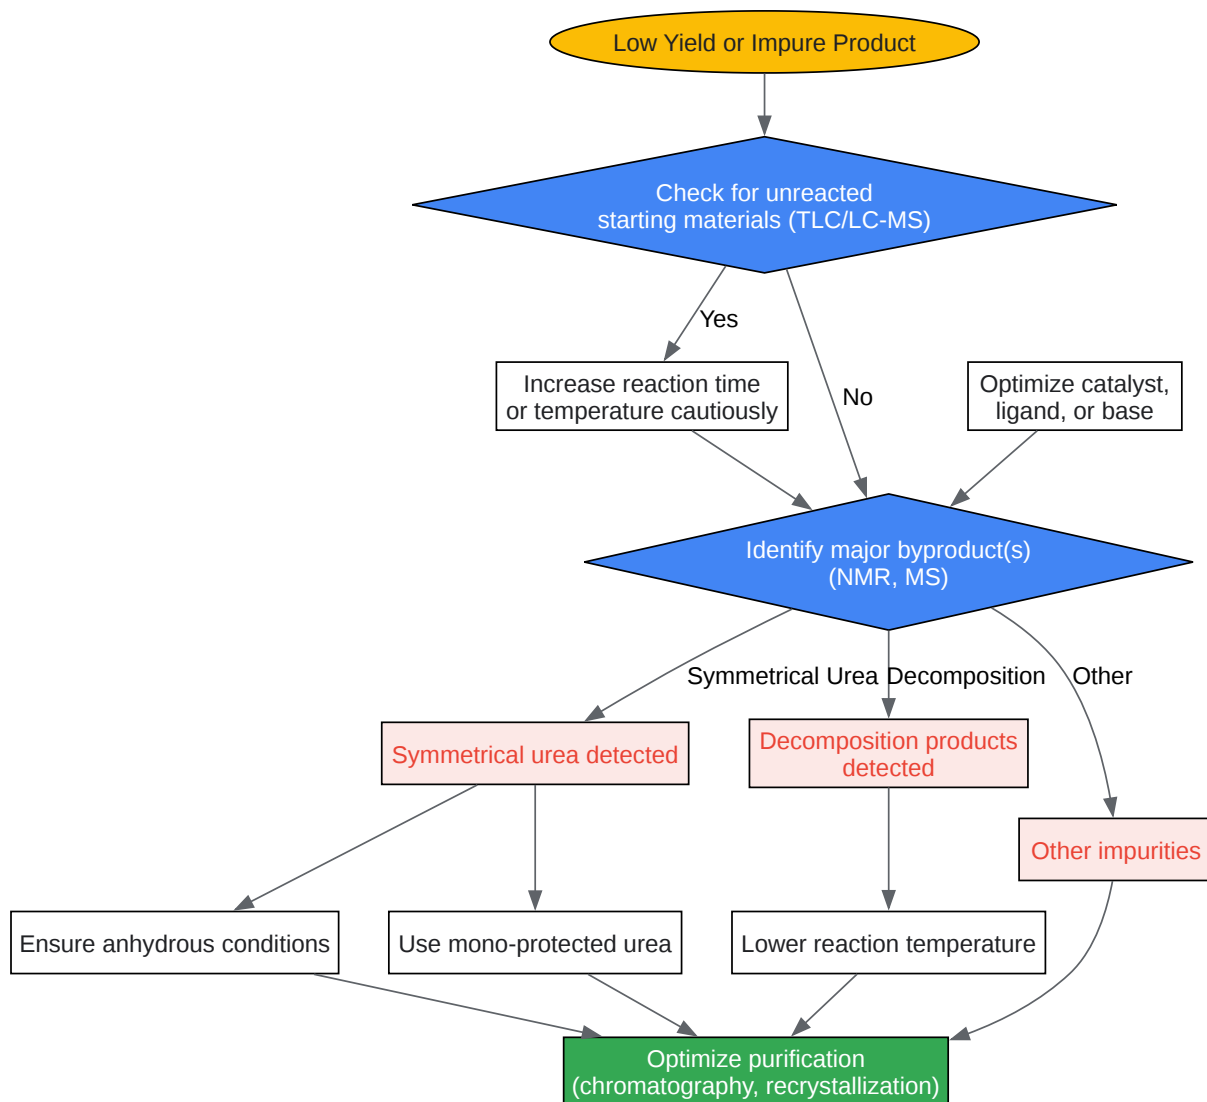 Low Yield or Impure Product
Check for unreacted
starting materials (TLC/LC-MS)
Yes
No
Increase reaction time
or temperature cautiously
Optimize catalyst,
ligand, or base
Identify major byproduct(s)
(NMR, MS)
Symmetrical Urea
Decomposition
Other
Symmetrical urea detected
Decomposition products
detected
Other impurities
Ensure anhydrous conditions
Use mono-protected urea
Lower reaction temperature
Optimize purification
(chromatography, recrystallization)